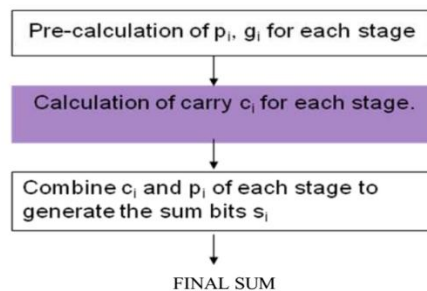 Pre-calculation of pᵢ, gᵢ for each stage
Calculation of carry cᵢ for each stage.
Combine cᵢ and pᵢ of each stage to
generate the sum bits sᵢ
FINAL SUM